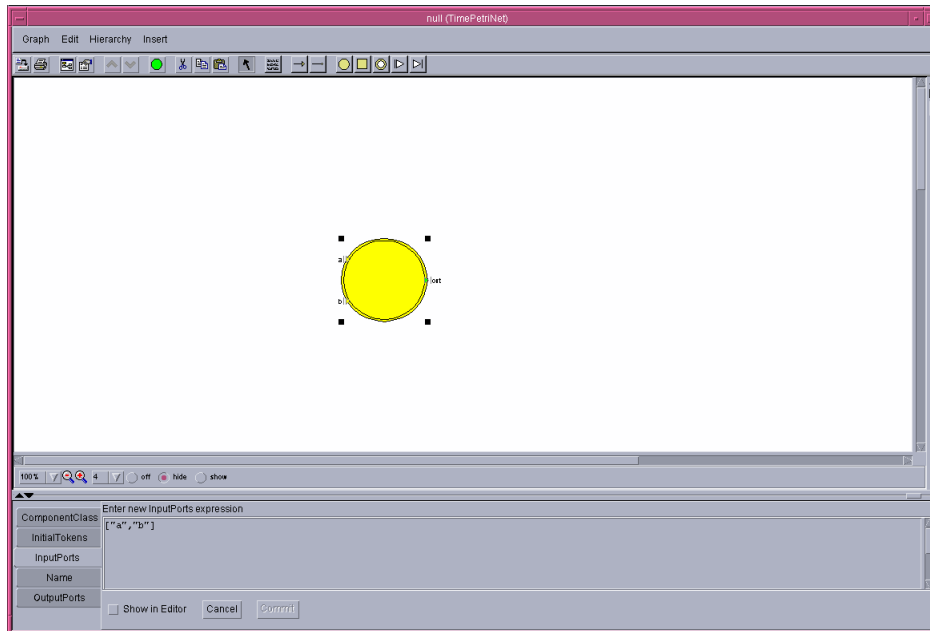 null (TimePetriNet)
Graph Edit Hierarchy Insert
a
out
b
100% 4 off hide show
Enter new InputPorts expression
ComponentClass
["a","b"]
InitialTokens
InputPorts
Name
OutputPorts
Show in Editor Cancel Commit